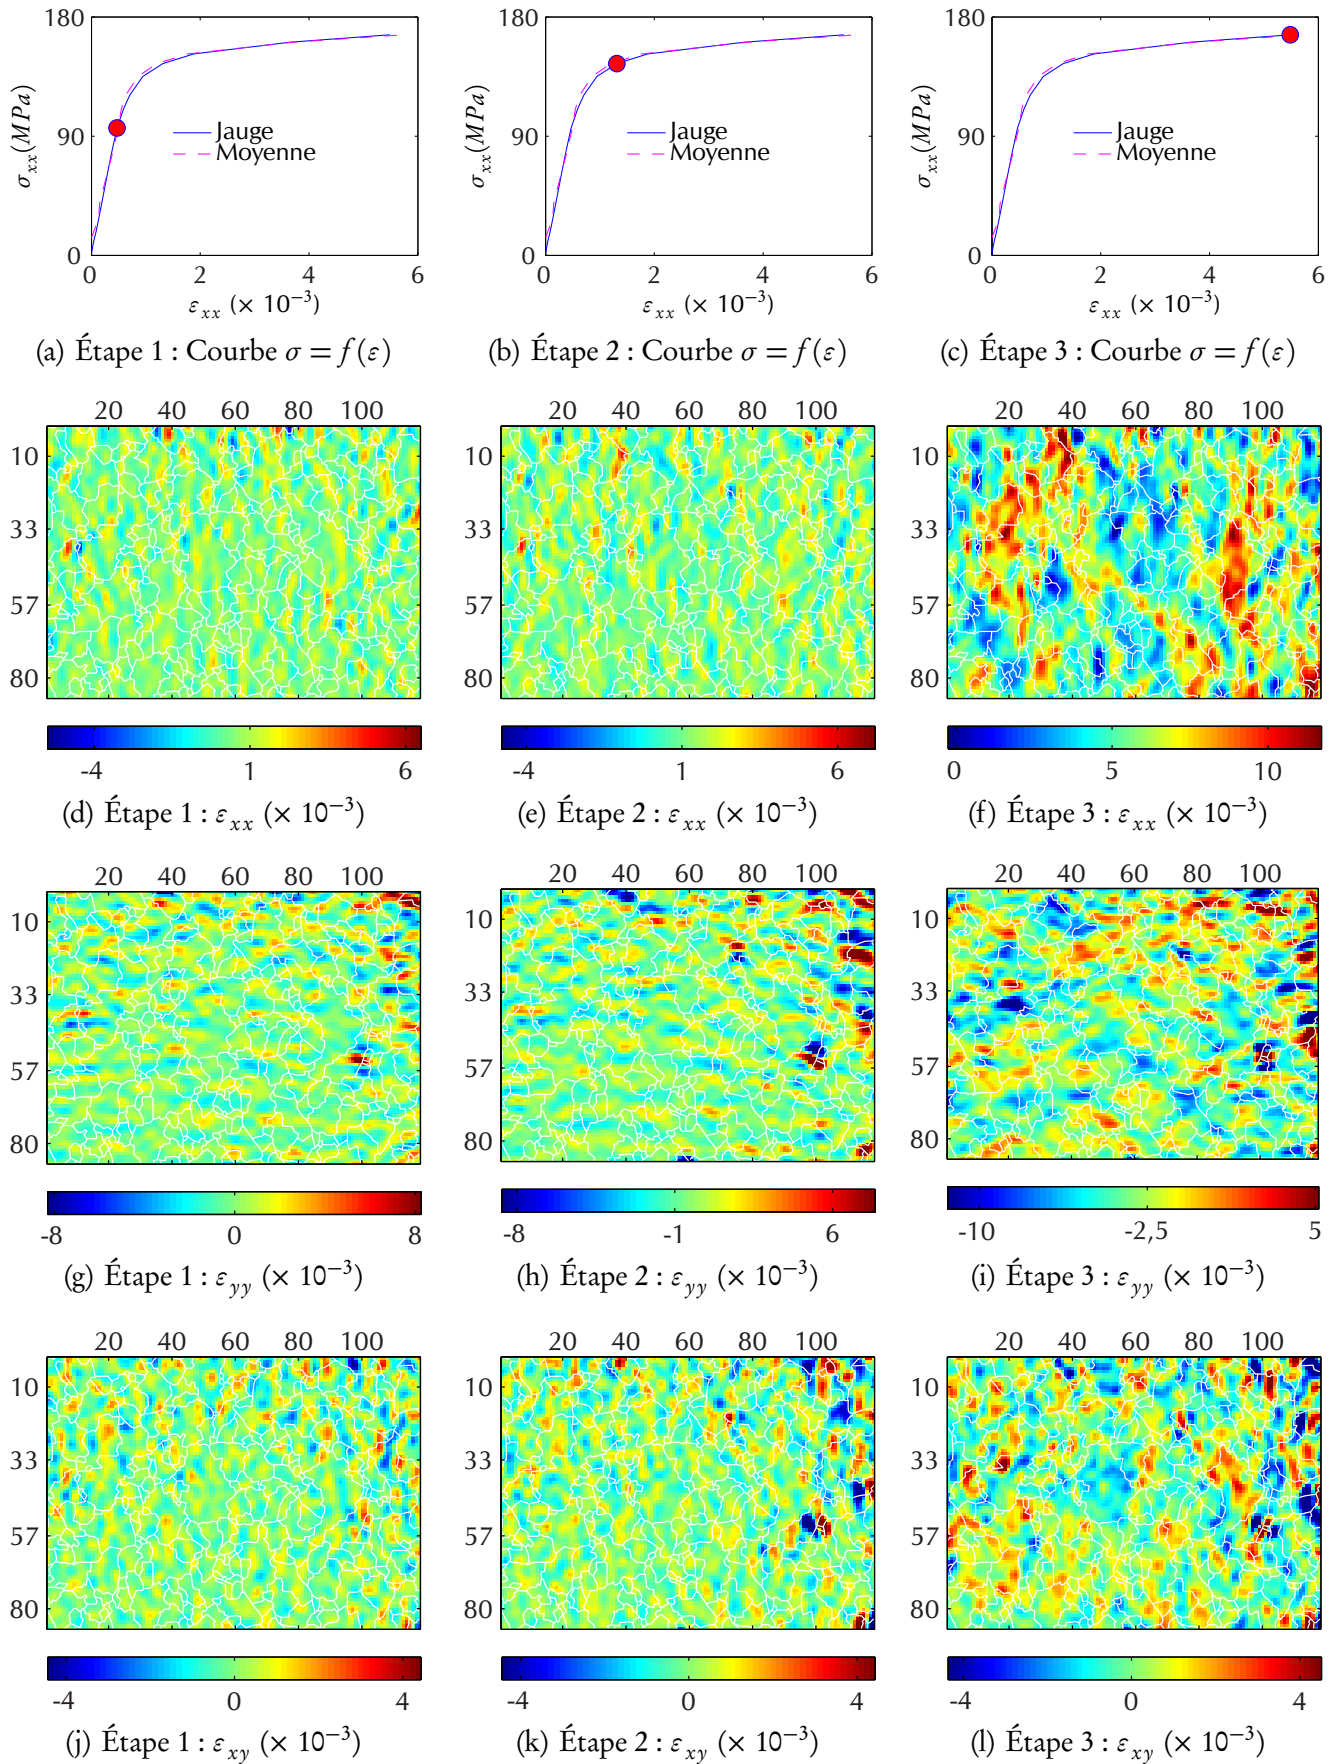 180 180 180
σxx(MPa) σxx(MPa) σxx(MPa)
90 90 90
Jauge Jauge Jauge
Moyenne Moyenne Moyenne
0 0 0
0 2 4 6 0 2 4 6 0 2 4 6
εxx (× 10⁻³) εxx (× 10⁻³) εxx (× 10⁻³)
(a) Étape 1 : Courbe σ = f(ε) (b) Étape 2 : Courbe σ = f(ε) (c) Étape 3 : Courbe σ = f(ε)
20 40 60 80 100 20 40 60 80 100 20 40 60 80 100
10 10 10
33 33 33
57 57 57
80 80 80
-4 1 6 -4 1 6 0 5 10
(d) Étape 1 : εxx (× 10⁻³) (e) Étape 2 : εxx (× 10⁻³) (f) Étape 3 : εxx (× 10⁻³)
20 40 60 80 100 20 40 60 80 100 20 40 60 80 100
10 10 10
33 33 33
57 57 57
80 80 80
-8 0 8 -8 -1 6 -10 -2,5 5
(g) Étape 1 : εyy (× 10⁻³) (h) Étape 2 : εyy (× 10⁻³) (i) Étape 3 : εyy (× 10⁻³)
20 40 60 80 100 20 40 60 80 100 20 40 60 80 100
10 10 10
33 33 33
57 57 57
80 80 80
-4 0 4 -4 0 4 -4 0 4
(j) Étape 1 : εxy (× 10⁻³) (k) Étape 2 : εxy (× 10⁻³) (l) Étape 3 : εxy (× 10⁻³)